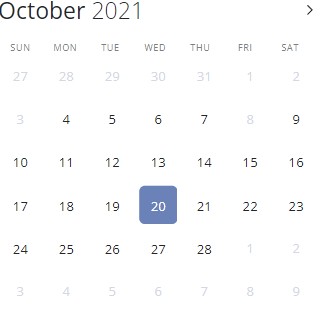 October 2021 >
SUN MON TUE WED THU FRI SAT
27 28 29 30 31 1 2
3 4 5 6 7 8 9
10 11 12 13 14 15 16
17 18 19 20 21 22 23
24 25 26 27 28 1 2
3 4 5 6 7 8 9